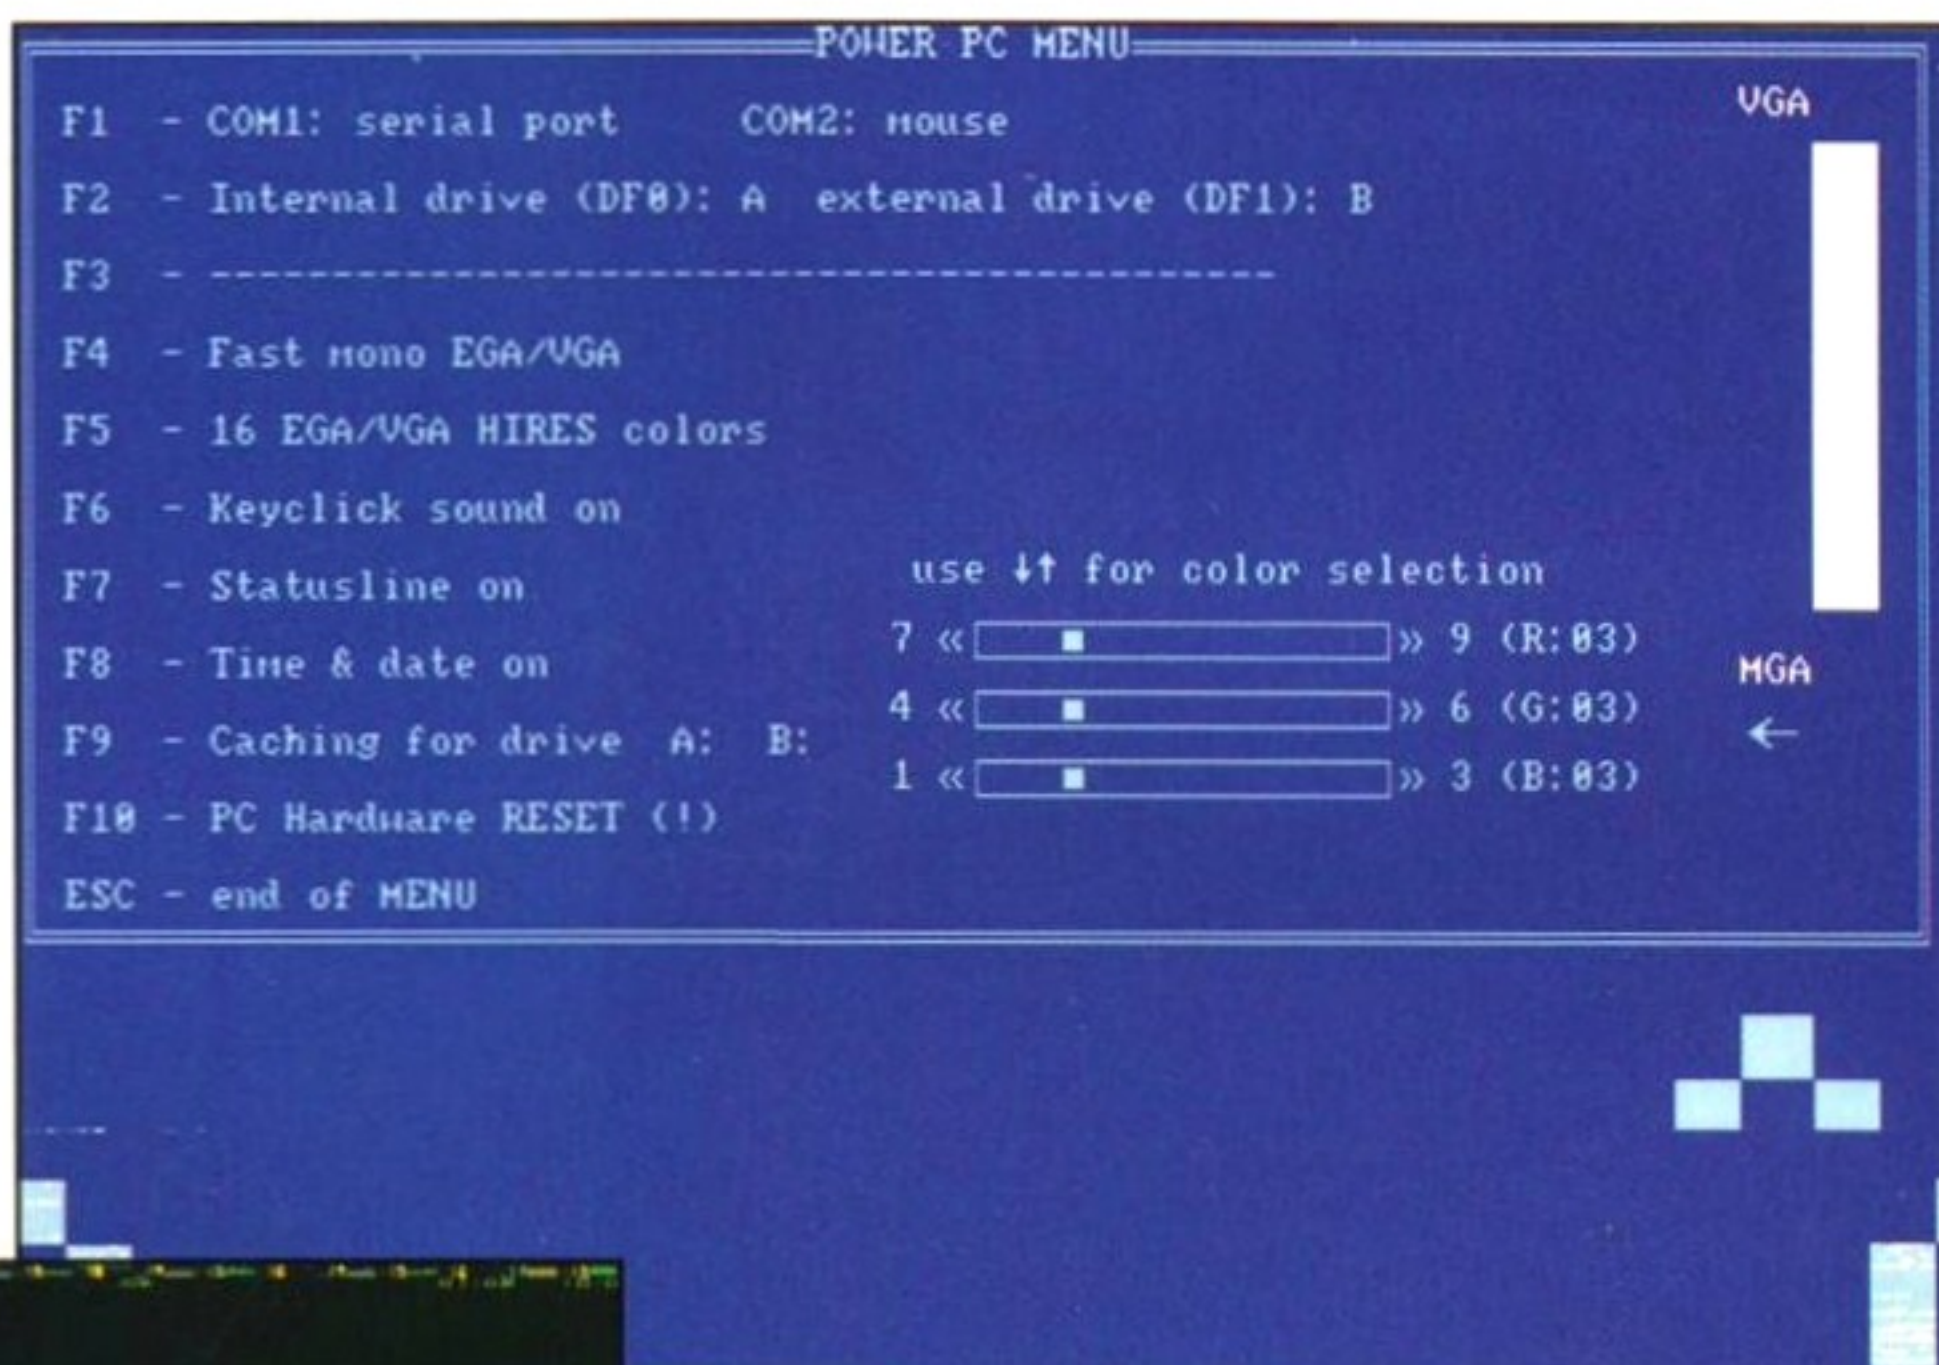 POWER PC MENU
VGA
F1 - COM1: serial port COM2: mouse
F2 - Internal drive (DF0): A external drive (DF1): B
F3 - --------------------------------------------
F4 - Fast mono EGA/VGA
F5 - 16 EGA/VGA HIRES colors
F6 - Keyclick sound on
F7 - Statusline on
F8 - Time & date on
F9 - Caching for drive A: B:
F10 - PC Hardware RESET (!)
ESC - end of MENU
use ↓↑ for color selection
7 « » 9 (R:03)
4 « » 6 (G:03)
1 « » 3 (B:03)
MGA
←